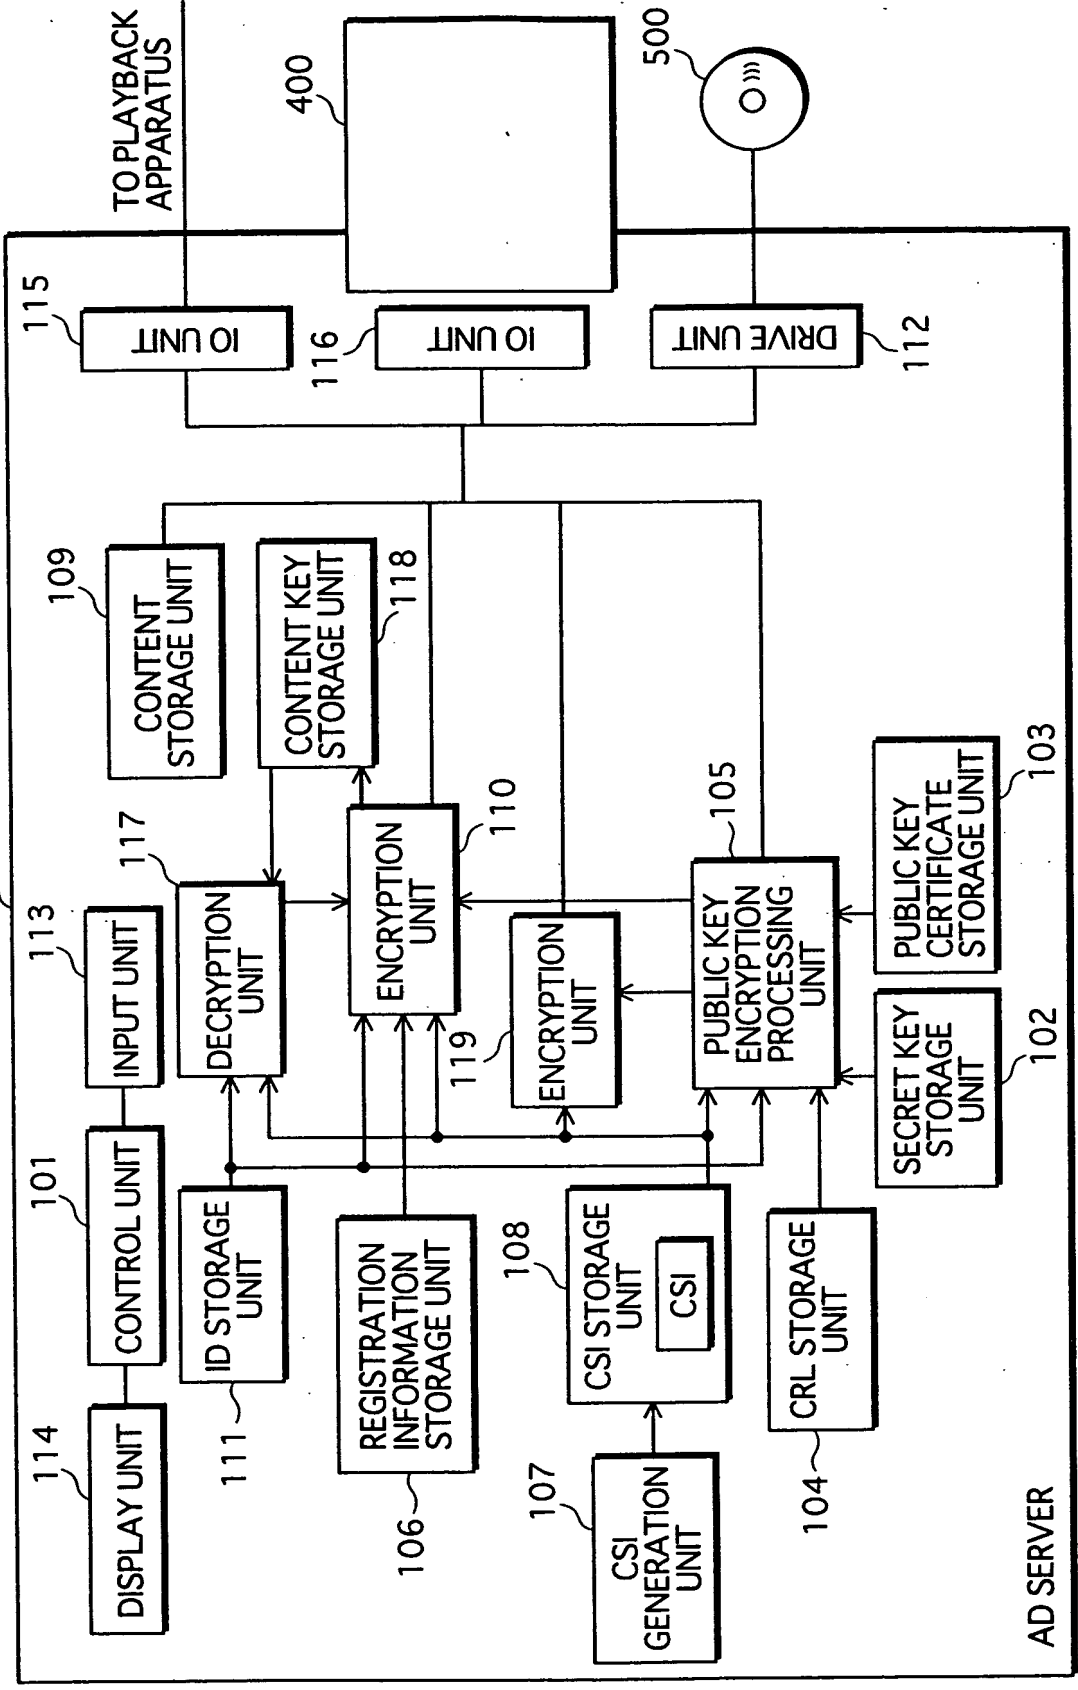 TO PLAYBACK
APPARATUS
400
500
115
IO UNIT
116
IO UNIT
DRIVE UNIT
112
109
CONTENT
STORAGE UNIT
CONTENT KEY
STORAGE UNIT
118
114
DISPLAY UNIT
101
CONTROL UNIT
113
INPUT UNIT
117
DECRYPTION
UNIT
ENCRYPTION
UNIT
110
111
ID STORAGE
UNIT
106
REGISTRATION
INFORMATION
STORAGE UNIT
119
ENCRYPTION
UNIT
105
PUBLIC KEY
ENCRYPTION
PROCESSING
UNIT
107
CSI
GENERATION
UNIT
108
CSI STORAGE
UNIT
CSI
104
CRL STORAGE
UNIT
SECRET KEY
STORAGE
UNIT
102
PUBLIC KEY
CERTIFICATE
STORAGE UNIT
103
AD SERVER